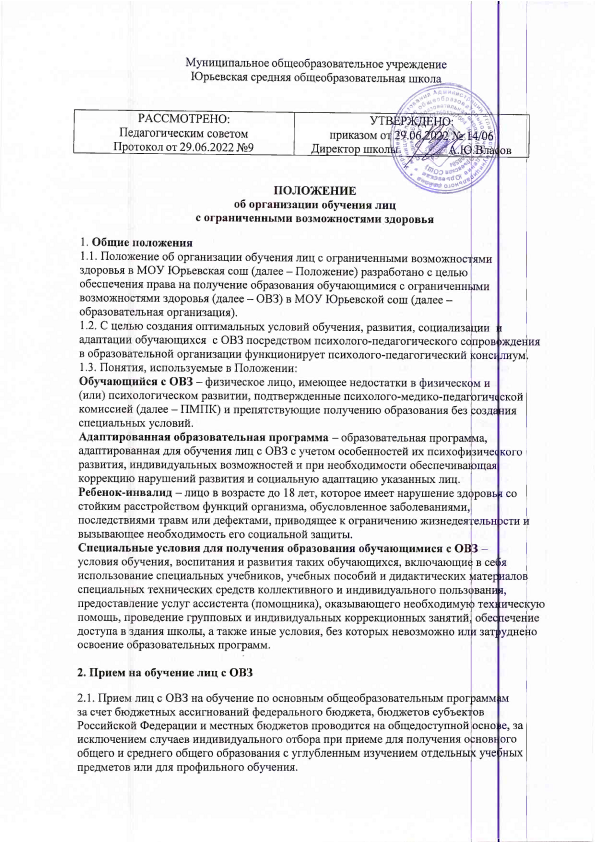 Муниципальное общеобразовательное учреждение
Юрьевская средняя общеобразовательная школа
РАССМОТРЕНО:
Педагогическим советом
Протокол от 29.06.2022 №9
УТВЕРЖДЕНО:
приказом от 29.06.2022 № 14/06
Директор школы. А.Ю.Власов
ПОЛОЖЕНИЕ
об организации обучения лиц
с ограниченными возможностями здоровья
1. Общие положения
1.1. Положение об организации обучения лиц с ограниченными возможностями
здоровья в МОУ Юрьевская сош (далее – Положение) разработано с целью
обеспечения права на получение образования обучающимися с ограниченными
возможностями здоровья (далее – ОВЗ) в МОУ Юрьевской сош (далее –
образовательная организация).
1.2. С целью создания оптимальных условий обучения, развития, социализации и
адаптации обучающихся с ОВЗ посредством психолого-педагогического сопровождения
в образовательной организации функционирует психолого-педагогический консилиум.
1.3. Понятия, используемые в Положении:
Обучающийся с ОВЗ – физическое лицо, имеющее недостатки в физическом и
(или) психологическом развитии, подтвержденные психолого-медико-педагогической
комиссией (далее – ПМПК) и препятствующие получению образования без создания
специальных условий.
Адаптированная образовательная программа – образовательная программа,
адаптированная для обучения лиц с ОВЗ с учетом особенностей их психофизического
развития, индивидуальных возможностей и при необходимости обеспечивающая
коррекцию нарушений развития и социальную адаптацию указанных лиц.
Ребенок-инвалид – лицо в возрасте до 18 лет, которое имеет нарушение здоровья со
стойким расстройством функций организма, обусловленное заболеваниями,
последствиями травм или дефектами, приводящее к ограничению жизнедеятельности и
вызывающее необходимость его социальной защиты.
Специальные условия для получения образования обучающимися с ОВЗ –
условия обучения, воспитания и развития таких обучающихся, включающие в себя
использование специальных учебников, учебных пособий и дидактических материалов
специальных технических средств коллективного и индивидуального пользования,
предоставление услуг ассистента (помощника), оказывающего необходимую техническую
помощь, проведение групповых и индивидуальных коррекционных занятий, обеспечение
доступа в здания школы, а также иные условия, без которых невозможно или затруднено
освоение образовательных программ.
2. Прием на обучение лиц с ОВЗ
2.1. Прием лиц с ОВЗ на обучение по основным общеобразовательным программам
за счет бюджетных ассигнований федерального бюджета, бюджетов субъектов
Российской Федерации и местных бюджетов проводится на общедоступной основе, за
исключением случаев индивидуального отбора при приеме для получения основного
общего и среднего общего образования с углубленным изучением отдельных учебных
предметов или для профильного обучения.